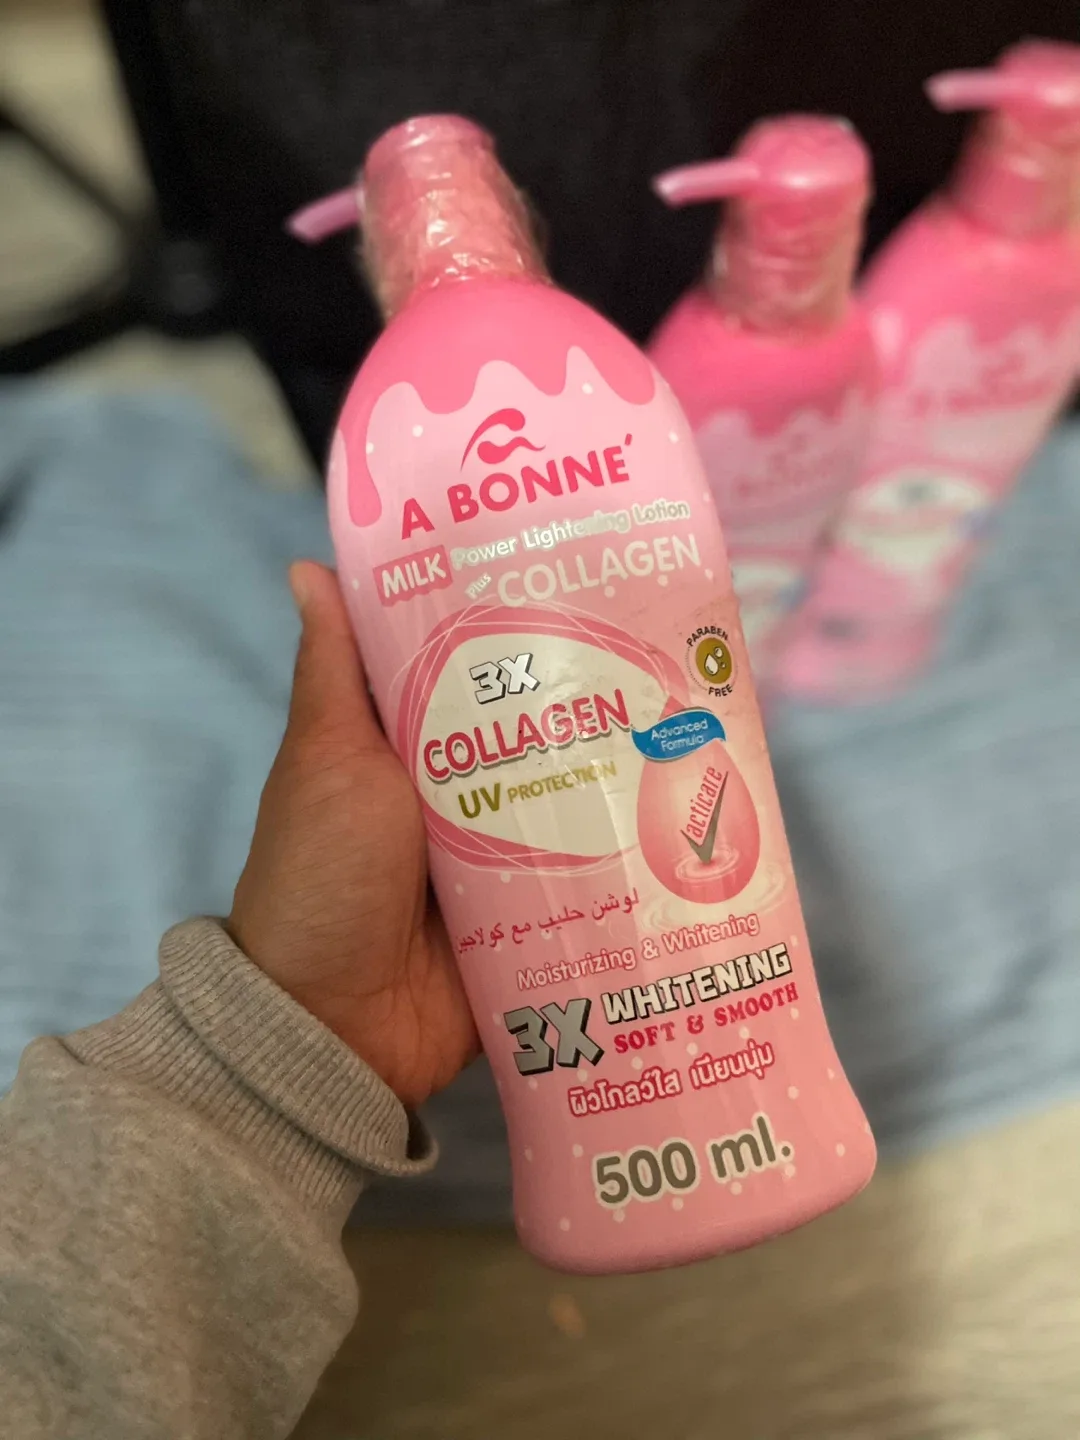 A BONNÉ
MILK Power Lightening Lotion
Plus COLLAGEN
PARABEN
FREE
3X
COLLAGEN
UV PROTECTION
Advanced
Formula
Lacticare
لوشن حليب مع كولاجين
Moisturizing & Whitening
3X WHITENING
SOFT & SMOOTH
ผิวโกลว์ใส เนียนนุ่ม
500 ml.